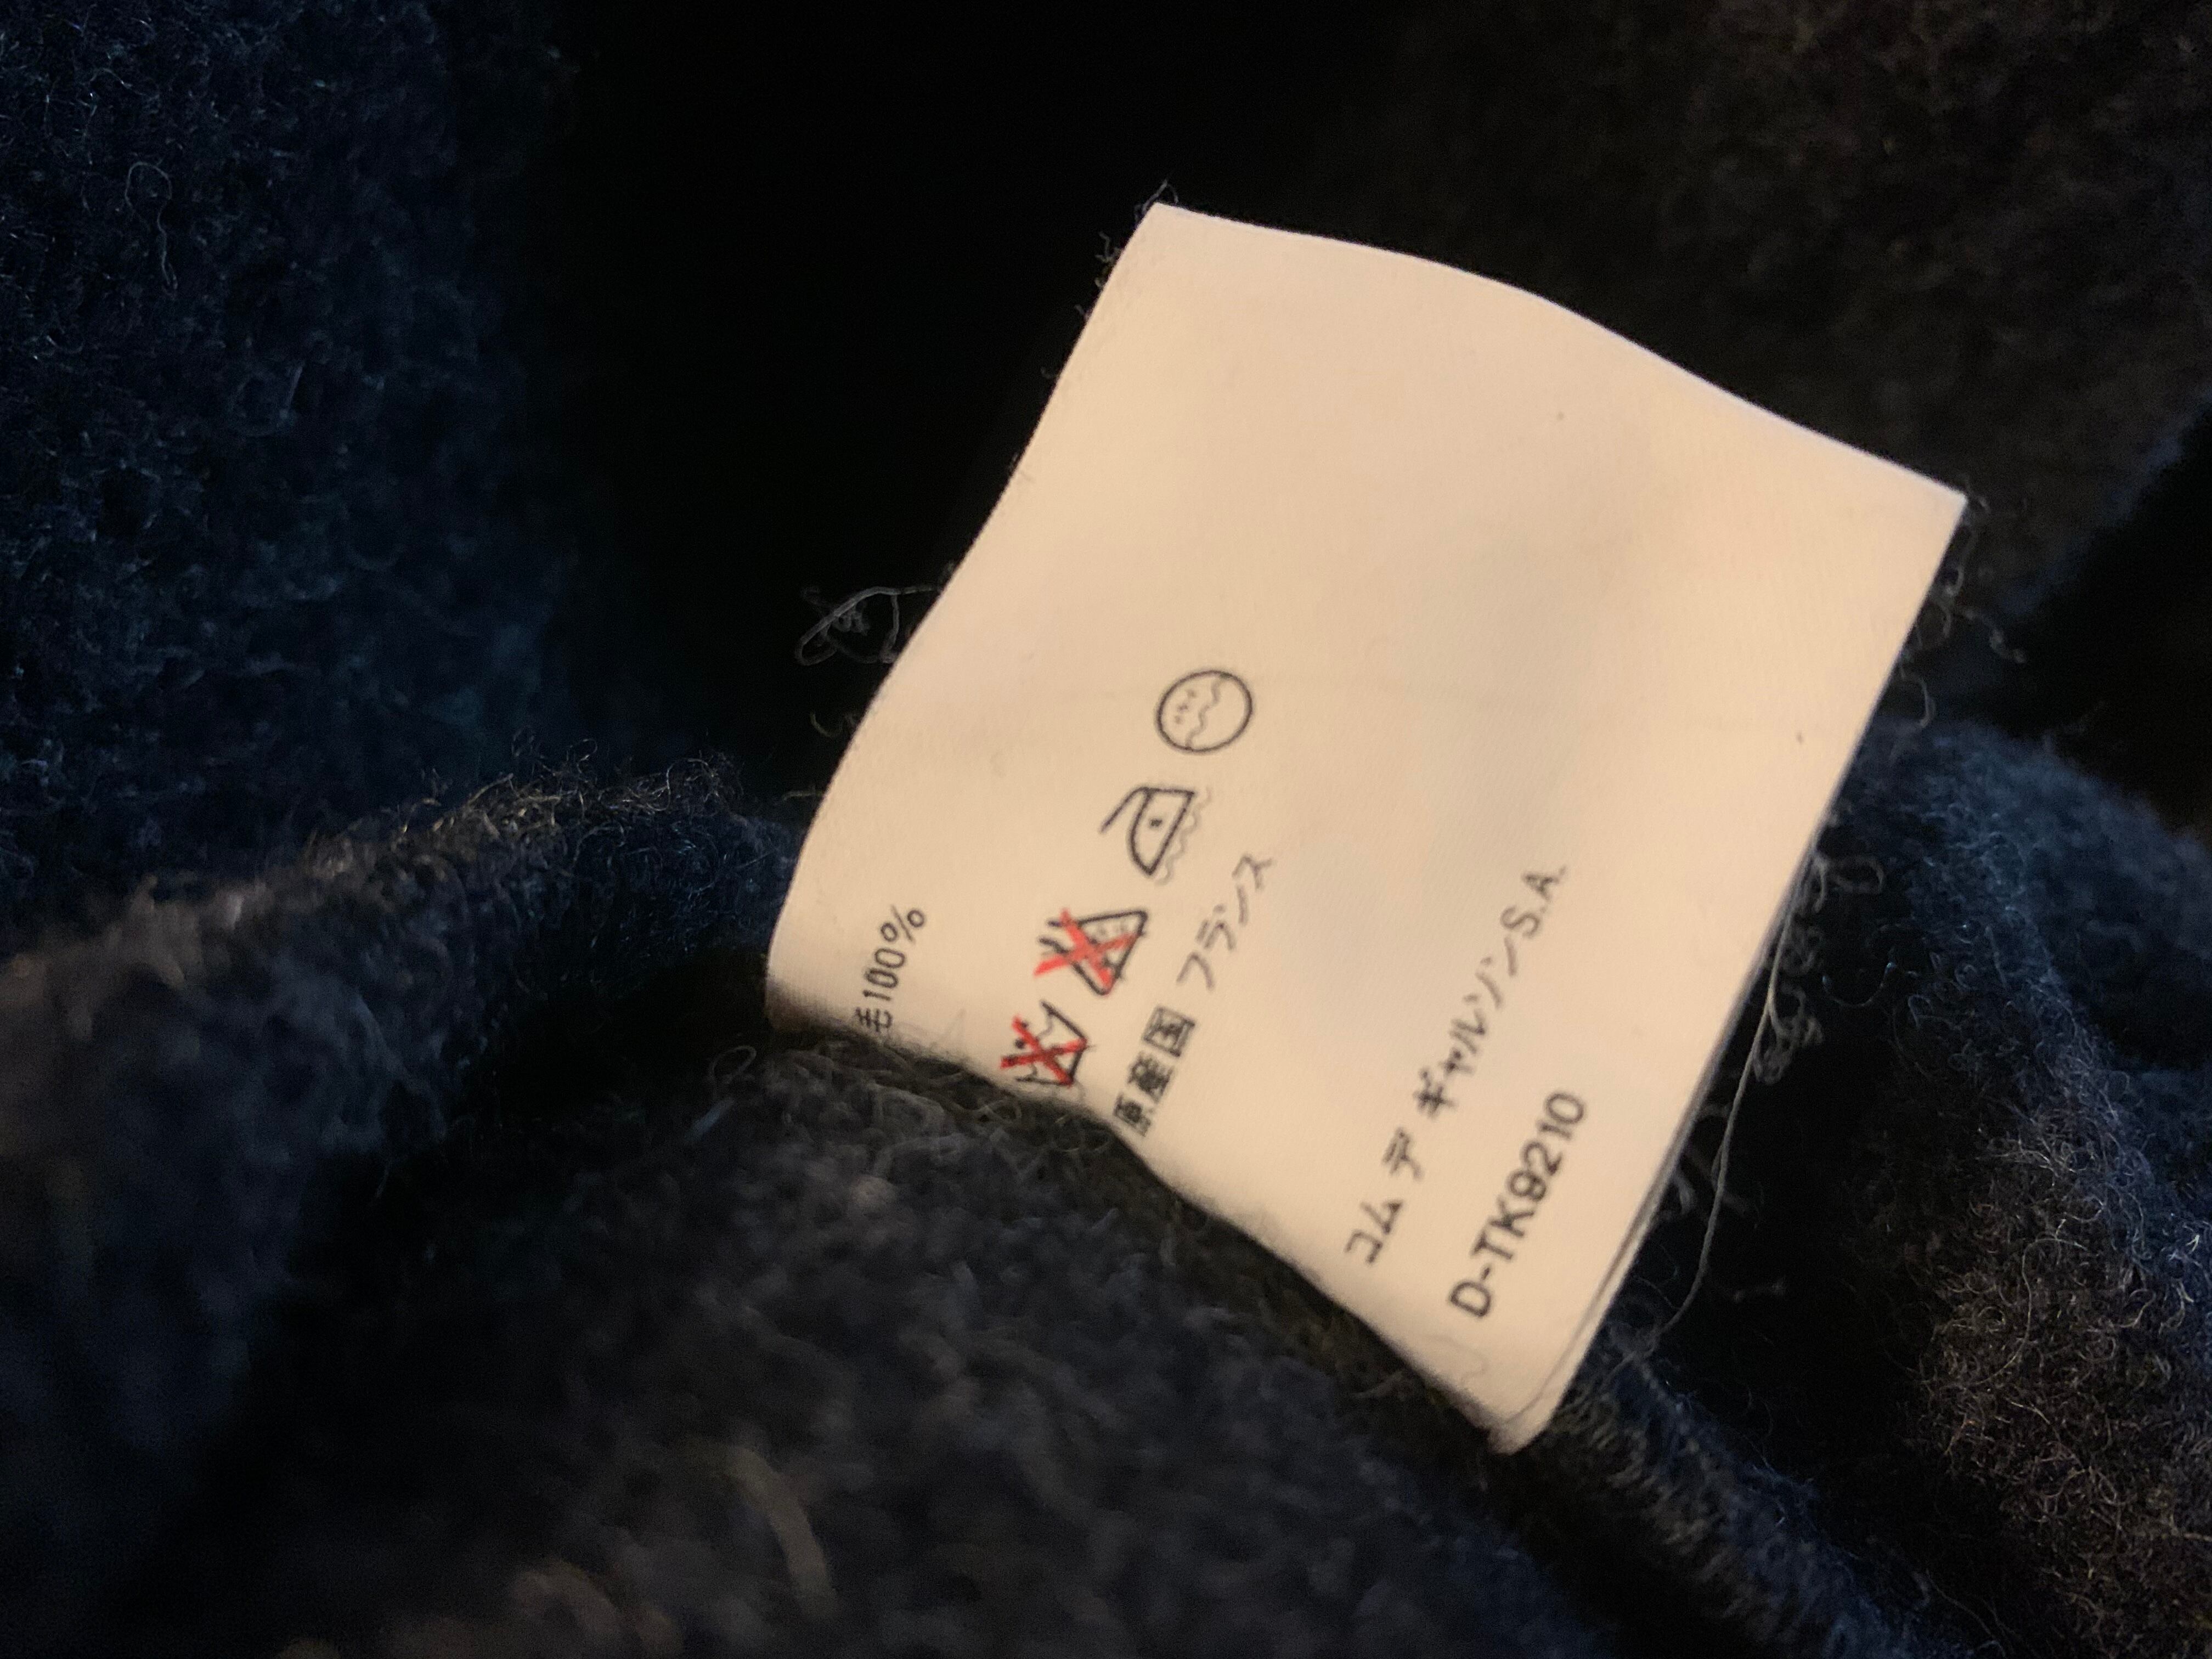 毛100%
原産国 フランス
コム デ ギャルソンS.A.
D-TK9210